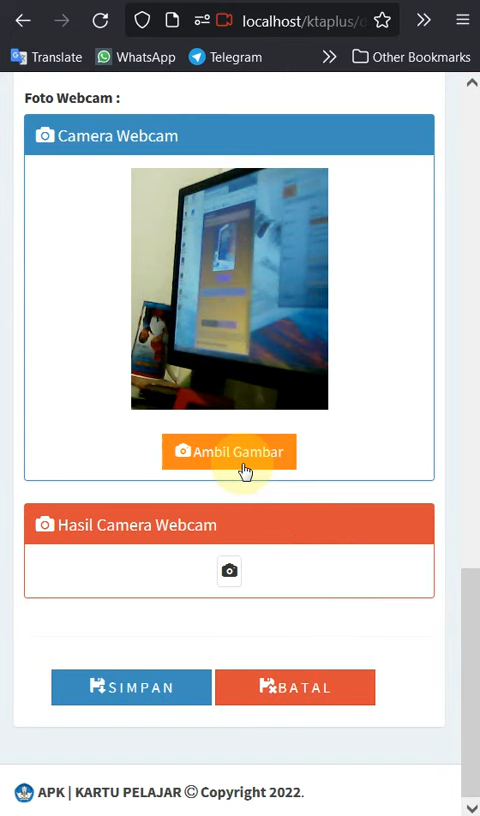 localhost/ktaplus/
Translate WhatsApp Telegram Other Bookmarks
Foto Webcam :
Camera Webcam
Ambil Gambar
Hasil Camera Webcam
SIMPAN BATAL
APK | KARTU PELAJAR © Copyright 2022.